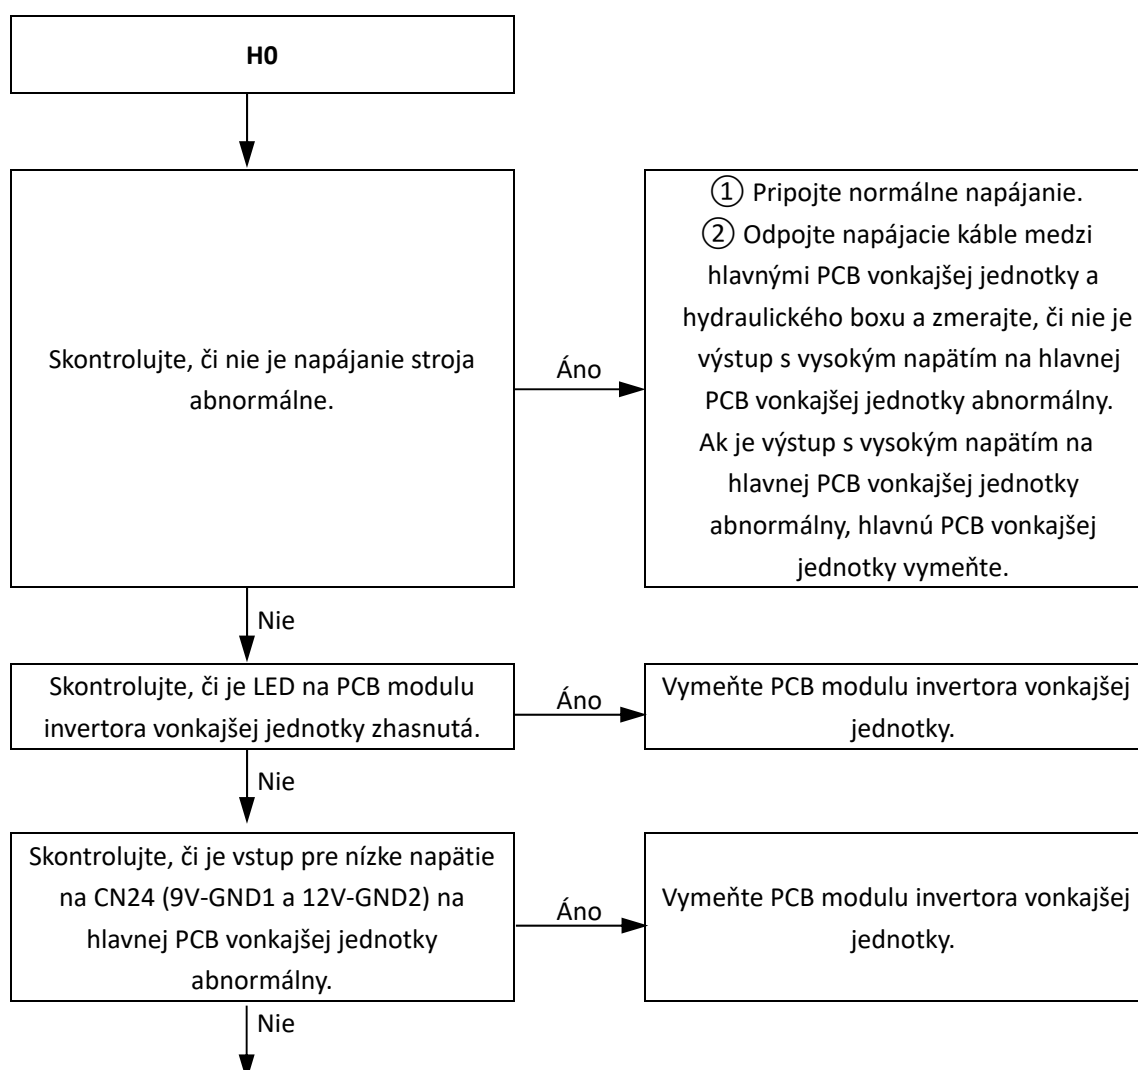 H0
Skontrolujte, či nie je napájanie stroja
abnormálne.
Áno
① Pripojte normálne napájanie.
② Odpojte napájacie káble medzi
hlavnými PCB vonkajšej jednotky a
hydraulického boxu a zmerajte, či nie je
výstup s vysokým napätím na hlavnej
PCB vonkajšej jednotky abnormálny.
Ak je výstup s vysokým napätím na
hlavnej PCB vonkajšej jednotky
abnormálny, hlavnú PCB vonkajšej
jednotky vymeňte.
Nie
Skontrolujte, či je LED na PCB modulu
invertora vonkajšej jednotky zhasnutá.
Áno
Vymeňte PCB modulu invertora vonkajšej
jednotky.
Nie
Skontrolujte, či je vstup pre nízke napätie
na CN24 (9V-GND1 a 12V-GND2) na
hlavnej PCB vonkajšej jednotky
abnormálny.
Áno
Vymeňte PCB modulu invertora vonkajšej
jednotky.
Nie